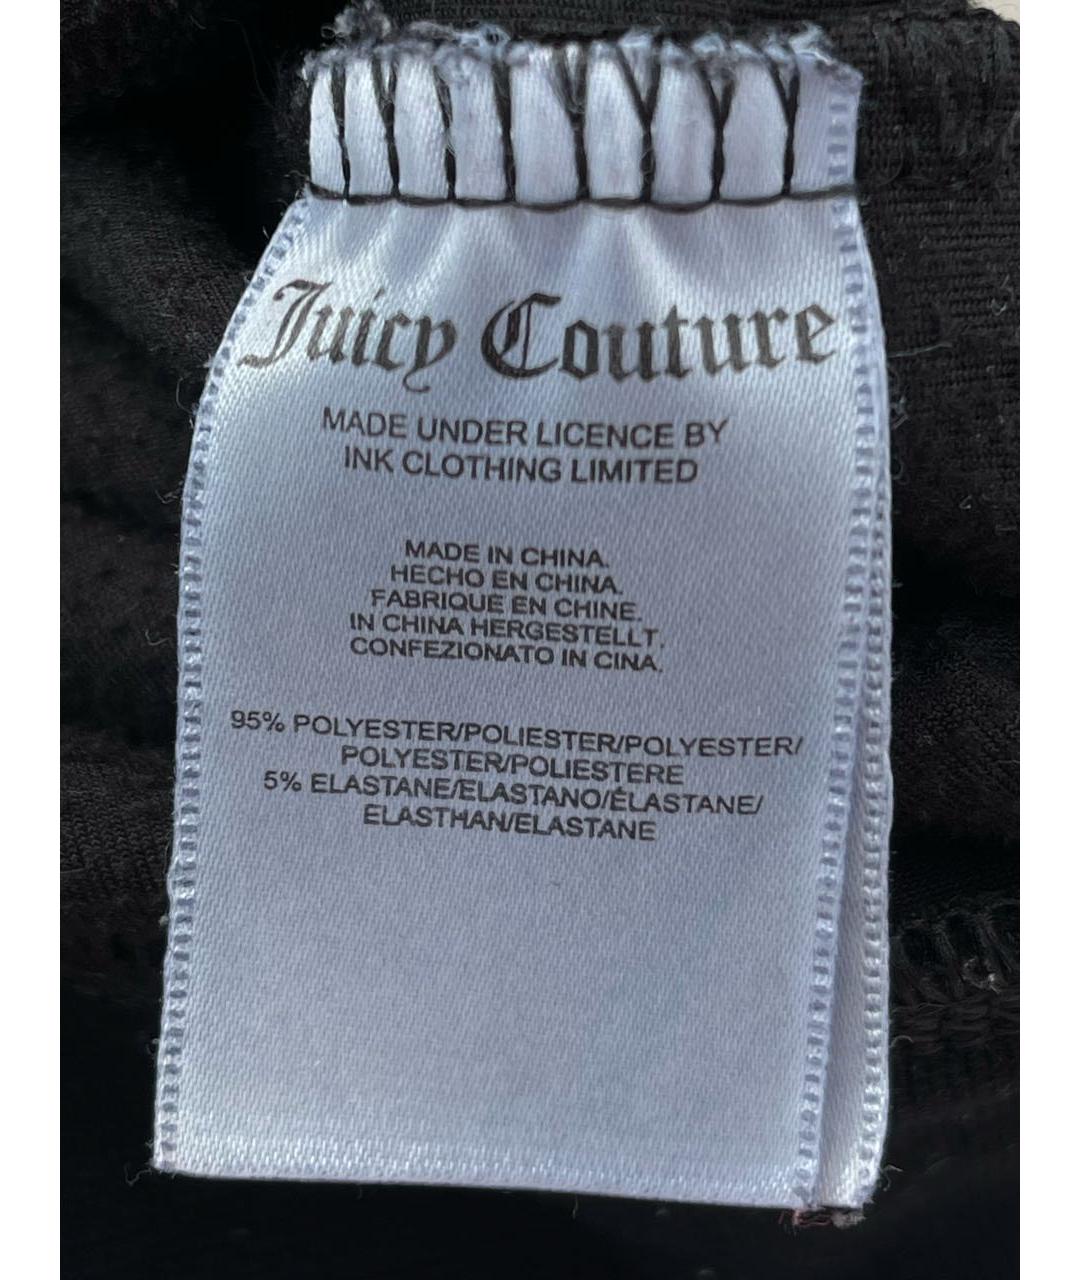 Juicy Couture
MADE UNDER LICENCE BY
INK CLOTHING LIMITED
MADE IN CHINA.
HECHO EN CHINA.
FABRIQUE EN CHINE.
IN CHINA HERGESTELLT.
CONFEZIONATO IN CINA.
95% POLYESTER/POLIESTER/POLYESTER/
POLYESTER/POLIESTERE
5% ELASTANE/ELASTANO/ÉLASTANE/
ELASTHAN/ELASTANE